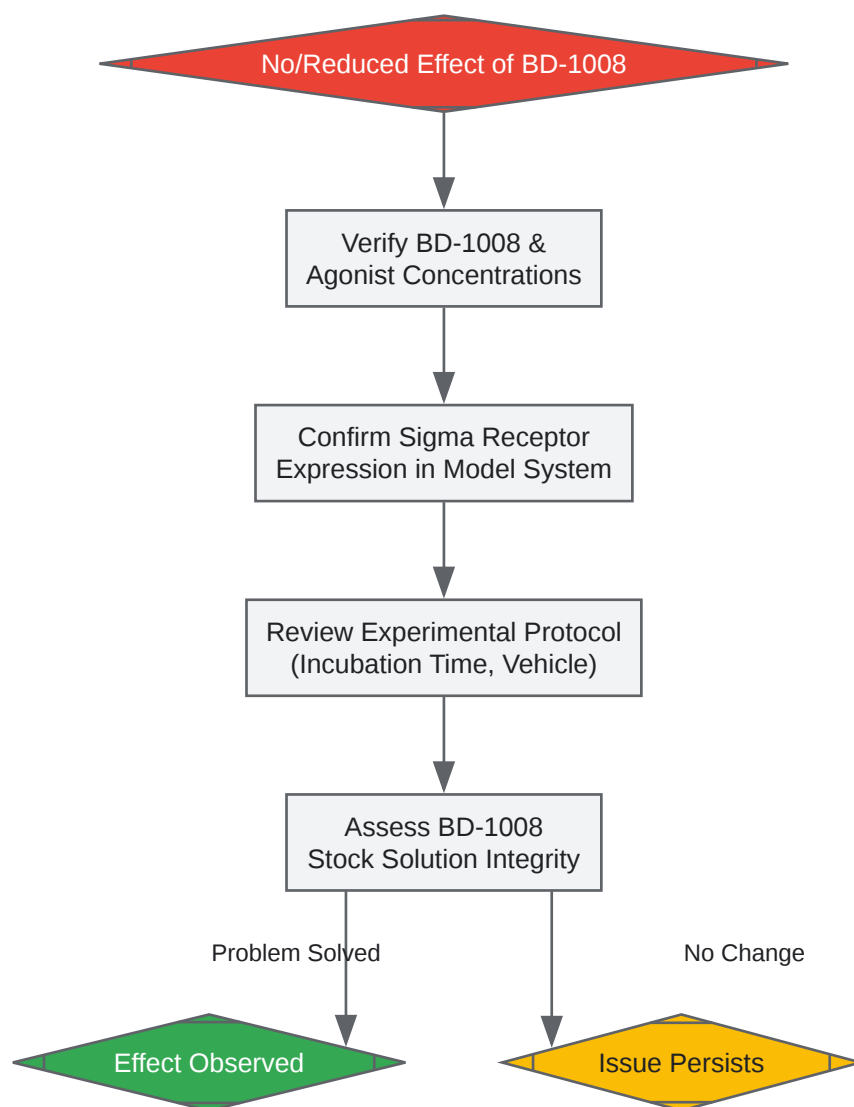 No/Reduced Effect of BD-1008
Verify BD-1008 &
Agonist Concentrations
Confirm Sigma Receptor
Expression in Model System
Review Experimental Protocol
(Incubation Time, Vehicle)
Assess BD-1008
Stock Solution Integrity
Problem Solved
No Change
Effect Observed
Issue Persists